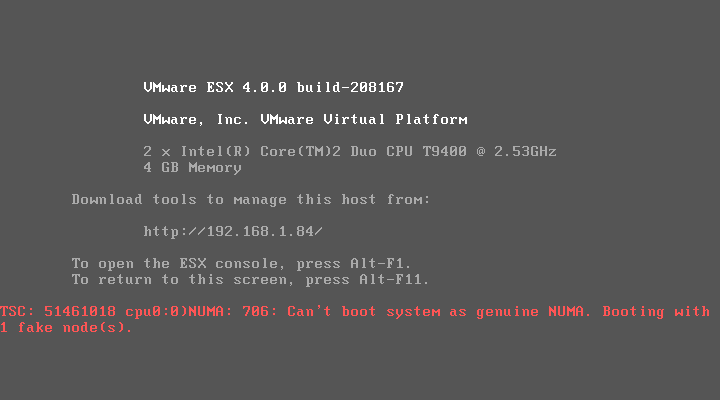 VMware ESX 4.0.0 build-208167
VMware, Inc. VMware Virtual Platform
2 x Intel(R) Core(TM)2 Duo CPU T9400 @ 2.53GHz
4 GB Memory
Download tools to manage this host from:
http://192.168.1.84/
To open the ESX console, press Alt-F1.
To return to this screen, press Alt-F11.
TSC: 51461018 cpu0:0)NUMA: 706: Can't boot system as genuine NUMA. Booting with
1 fake node(s).